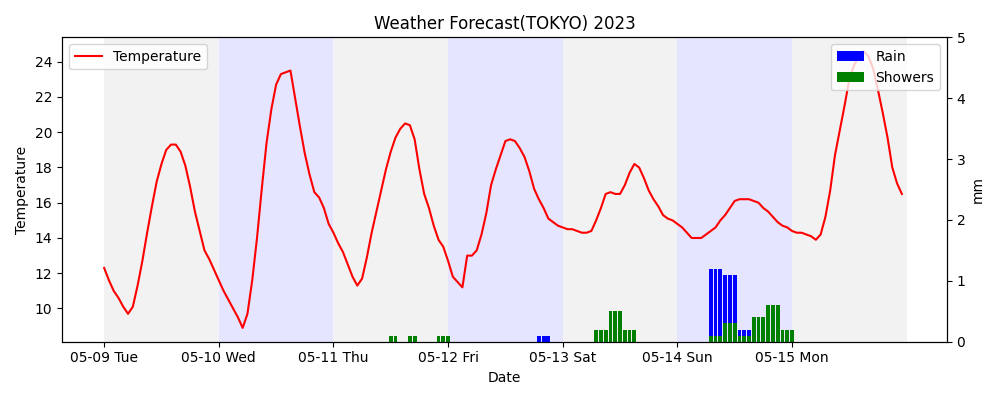 Weather Forecast(TOKYO) 2023
Temperature
Rain
Showers
Temperature
24
22
20
18
16
14
12
10
5
4
3
2
1
0
mm
05-09 Tue
05-10 Wed
05-11 Thu
05-12 Fri
05-13 Sat
05-14 Sun
05-15 Mon
Date